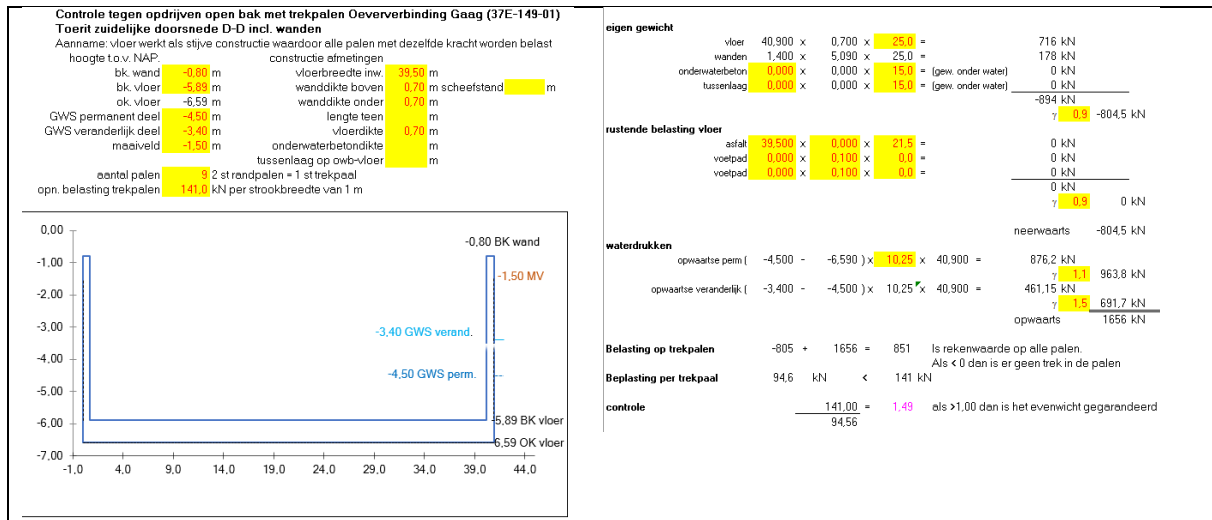 Controle tegen opdrijven open bak met trekpalen Oeververbinding Gaag (37E-149-01)
Toerit zuidelijke doorsnede D-D incl. wanden
Aanname: vloer werkt als stijve constructie waardoor alle palen met dezelfde kracht worden belast
hoogte t.o.v. NAP. constructie afmetingen
bk. wand -0,80 m vloerbreedte inw. 39,50 m
bk. vloer -5,89 m wanddikte boven 0,70 m scheefstand m
ok. vloer -6,59 m wanddikte onder 0,70 m
GWS permanent deel -4,50 m lengte teen m
GWS veranderlijk deel -3,40 m vloerdikte 0,70 m
maaiveld -1,50 m onderwaterbetondikte m
tussenlaag op owb-vloer m
aantal palen 9 2 st randpalen = 1 st trekpaal
opn. belasting trekpalen 141,0 kN per strookbreedte van 1 m
0,00
-1,00
-2,00
-3,00
-4,00
-5,00
-6,00
-7,00
-1,0 4,0 9,0 14,0 19,0 24,0 29,0 34,0 39,0 44,0
-0,80 BK wand
-1,50 MV
-3,40 GWS verand.
-4,50 GWS perm.
-5,89 BK vloer
-6,59 OK vloer
eigen gewicht
vloer 40,900 x 0,700 x 25,0 = 716 kN
wanden 1,400 x 5,090 x 25,0 = 178 kN
onderwaterbeton 0,000 x 0,000 x 15,0 = (gew. onder water) 0 kN
tussenlaag 0,000 x 0,000 x 15,0 = (gew. onder water) 0 kN
-894 kN
γ 0,9 -804,5 kN
rustende belasting vloer
asfalt 39,500 x 0,000 x 21,5 = 0 kN
voetpad 0,000 x 0,100 x 0,0 = 0 kN
voetpad 0,000 x 0,100 x 0,0 = 0 kN
0 kN
γ 0,9 0 kN
neerwaarts -804,5 kN
waterdrukken
opwaartse perm ( -4,500 - -6,590 ) x 10,25 x 40,900 = 876,2 kN
γ 1,1 963,8 kN
opwaartse veranderlijk ( -3,400 - -4,500 ) x 10,25 x 40,900 = 461,15 kN
γ 1,5 691,7 kN
opwaarts 1656 kN
Belasting op trekpalen -805 + 1656 = 851 Is rekenwaarde op alle palen.
Als < 0 dan is er geen trek in de palen
Beplasting per trekpaal 94,6 kN < 141 kN
controle 141,00 = 1,49 als >1,00 dan is het evenwicht gegarandeerd
94,56